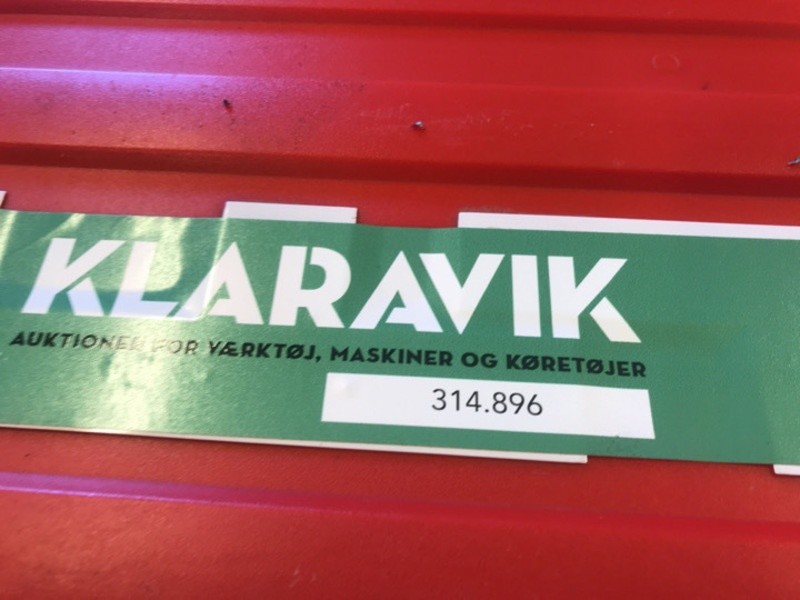 KLARAVIK
AUKTIONER FOR VÆRKTØJ, MASKINER OG KØRETØJER
314.896